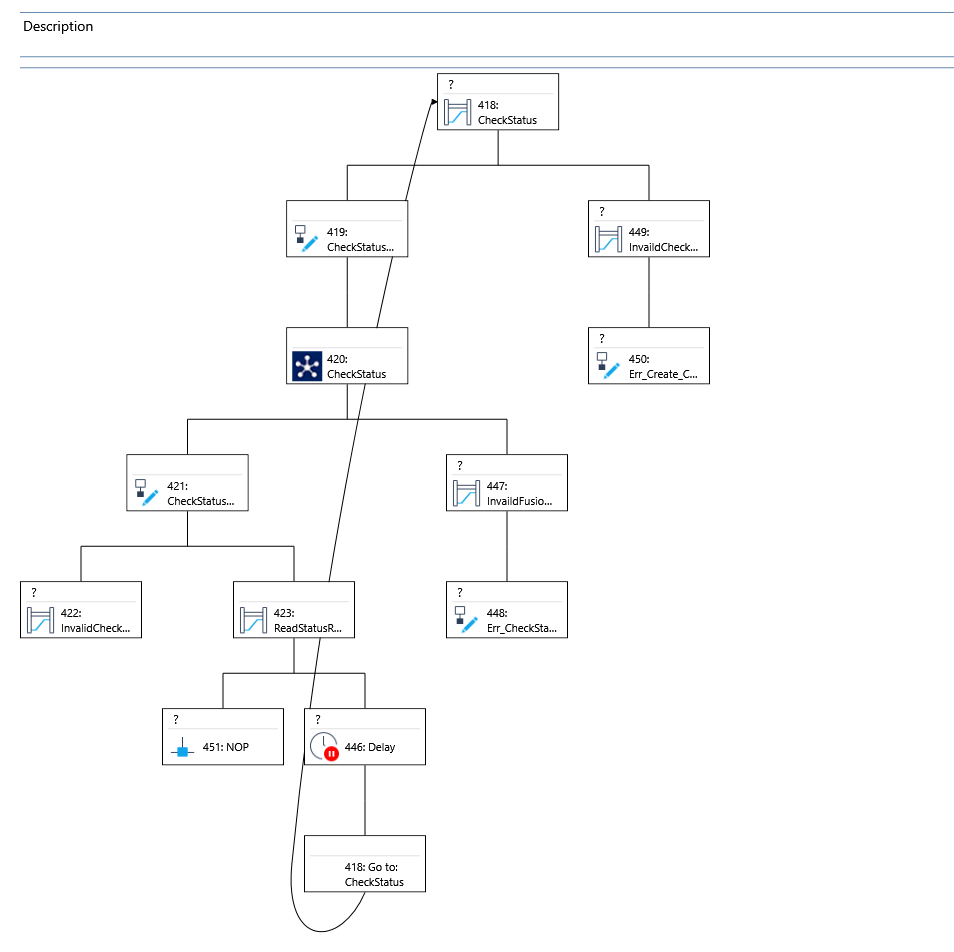 Description
?
418:
CheckStatus
419:
CheckStatus...
?
449:
InvaildCheck...
420:
CheckStatus
?
450:
Err_Create_C...
421:
CheckStatus...
?
447:
InvaildFusio...
?
422:
InvalidCheck...
423:
ReadStatusR...
?
448:
Err_CheckSta...
?
451: NOP
?
446: Delay
418: Go to:
CheckStatus